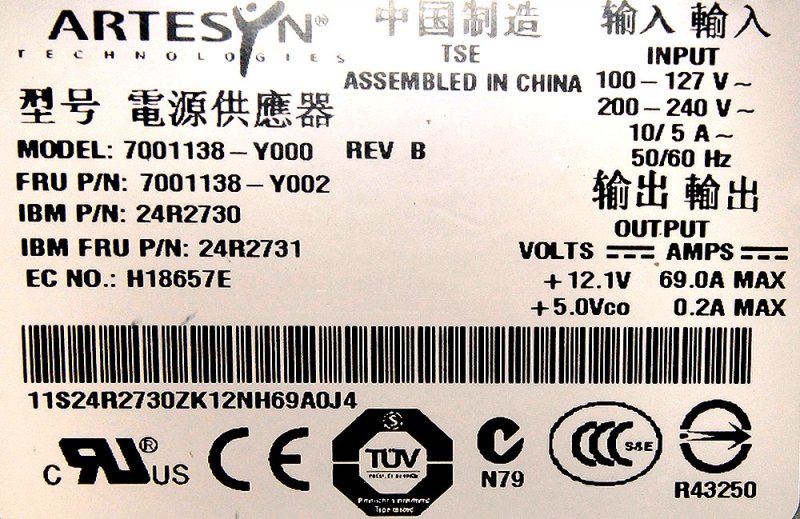 ARTESYN®
TECHNOLOGIES
中国制造
TSE
ASSEMBLED IN CHINA
输入 輸入
INPUT
100-127 V~
200-240 V~
10/5 A~
50/60 Hz
型号 電源供應器
MODEL: 7001138-Y000 REV B
FRU P/N: 7001138-Y002
IBM P/N: 24R2730
IBM FRU P/N: 24R2731
EC NO.: H18657E
输出 輸出
OUTPUT
VOLTS AMPS
+12.1V 69.0A MAX
+5.0Vco 0.2A MAX
11S24R2730ZK12NH69A0J4
C RU® US
CE
S
TÜV
N79
CCC S&E
R43250